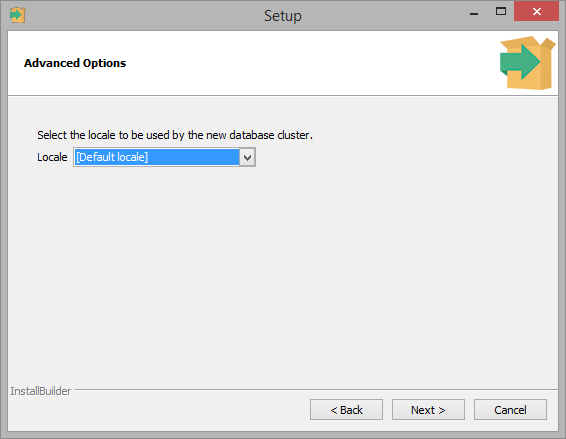 Setup
Advanced Options
Select the locale to be used by the new database cluster.
Locale [Default locale]
InstallBuilder
< Back Next > Cancel